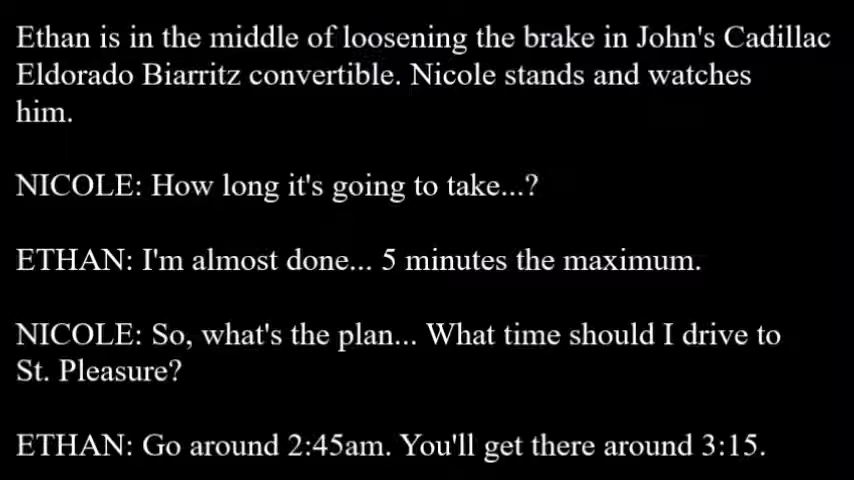 Ethan is in the middle of loosening the brake in John's Cadillac
Eldorado Biarritz convertible. Nicole stands and watches
him.
NICOLE: How long it's going to take...?
ETHAN: I'm almost done... 5 minutes the maximum.
NICOLE: So, what's the plan... What time should I drive to
St. Pleasure?
ETHAN: Go around 2:45am. You'll get there around 3:15.